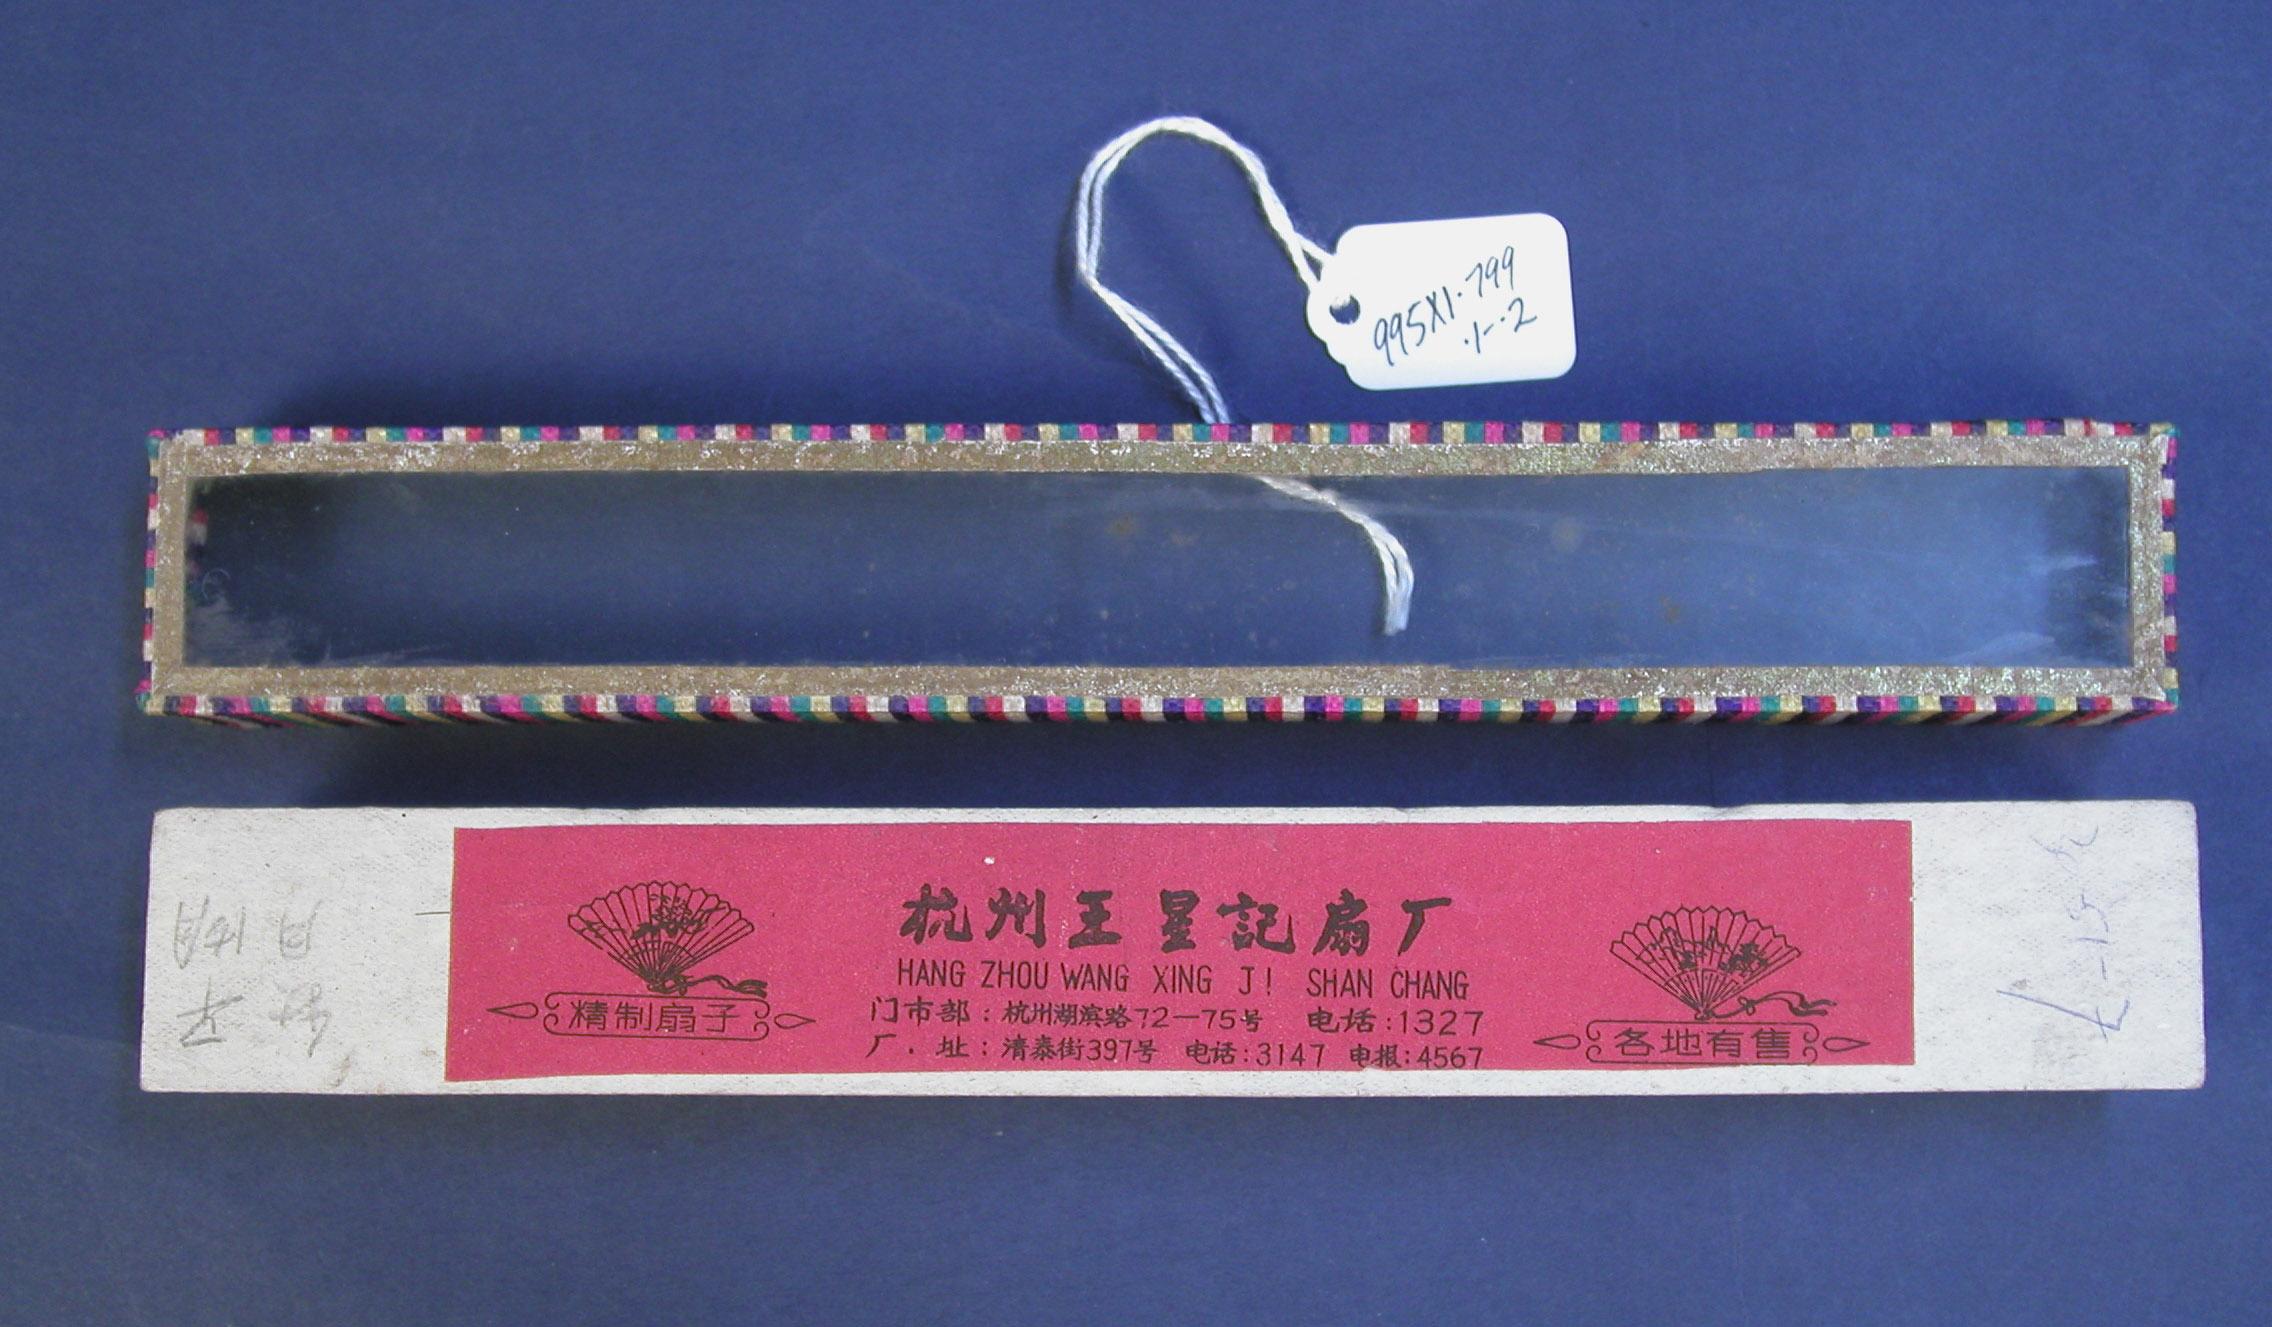 995X1.799
.1-.2
杭州王星記扇厂
HANG ZHOU WANG XING J! SHAN CHANG
门市部：杭州湖滨路72—75号 电话:1327
厂．址：清泰街397号 电话:3147 电报:4567
精制扇子
各地有售